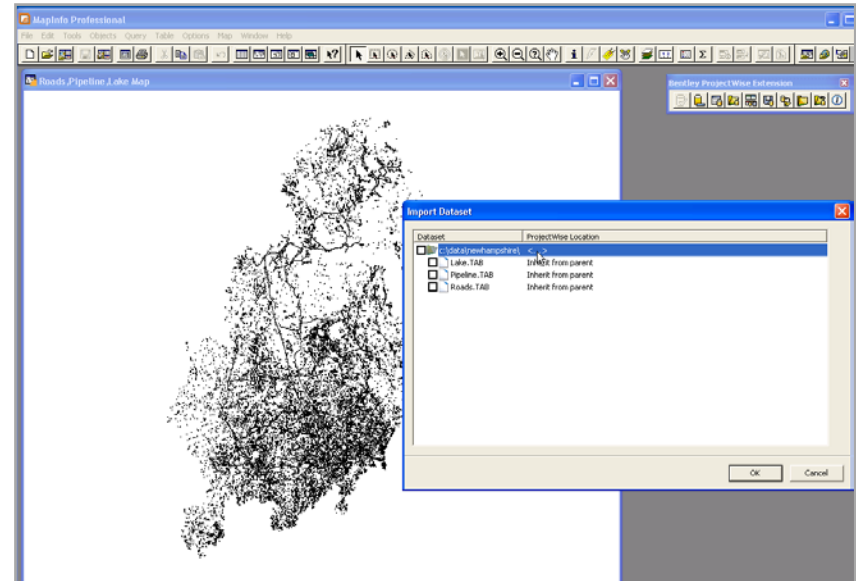 MapInfo Professional
File Edit Tools Objects Query Table Options Map Window Help
Roads,Pipeline,Lake Map
Bentley ProjectWise Extension
Import Dataset
Dataset ProjectWise Location
c:\data\newhampshire\ <...>
Lake.TAB Inherit from parent
Pipeline.TAB Inherit from parent
Roads.TAB Inherit from parent
OK Cancel